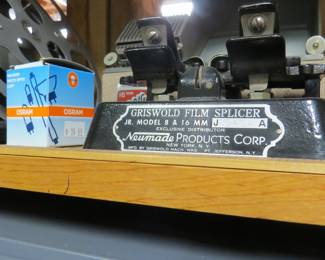 OSRAM
OSRAM
GRISWOLD FILM SPLICER
JR. MODEL 8 & 16 MM J A
EXCLUSIVE DISTRIBUTOR
Neumade PRODUCTS CORP.
NEW YORK, N.Y.
MFD BY GRISWOLD MACH. WKS. PT. JEFFERSON, N.Y.